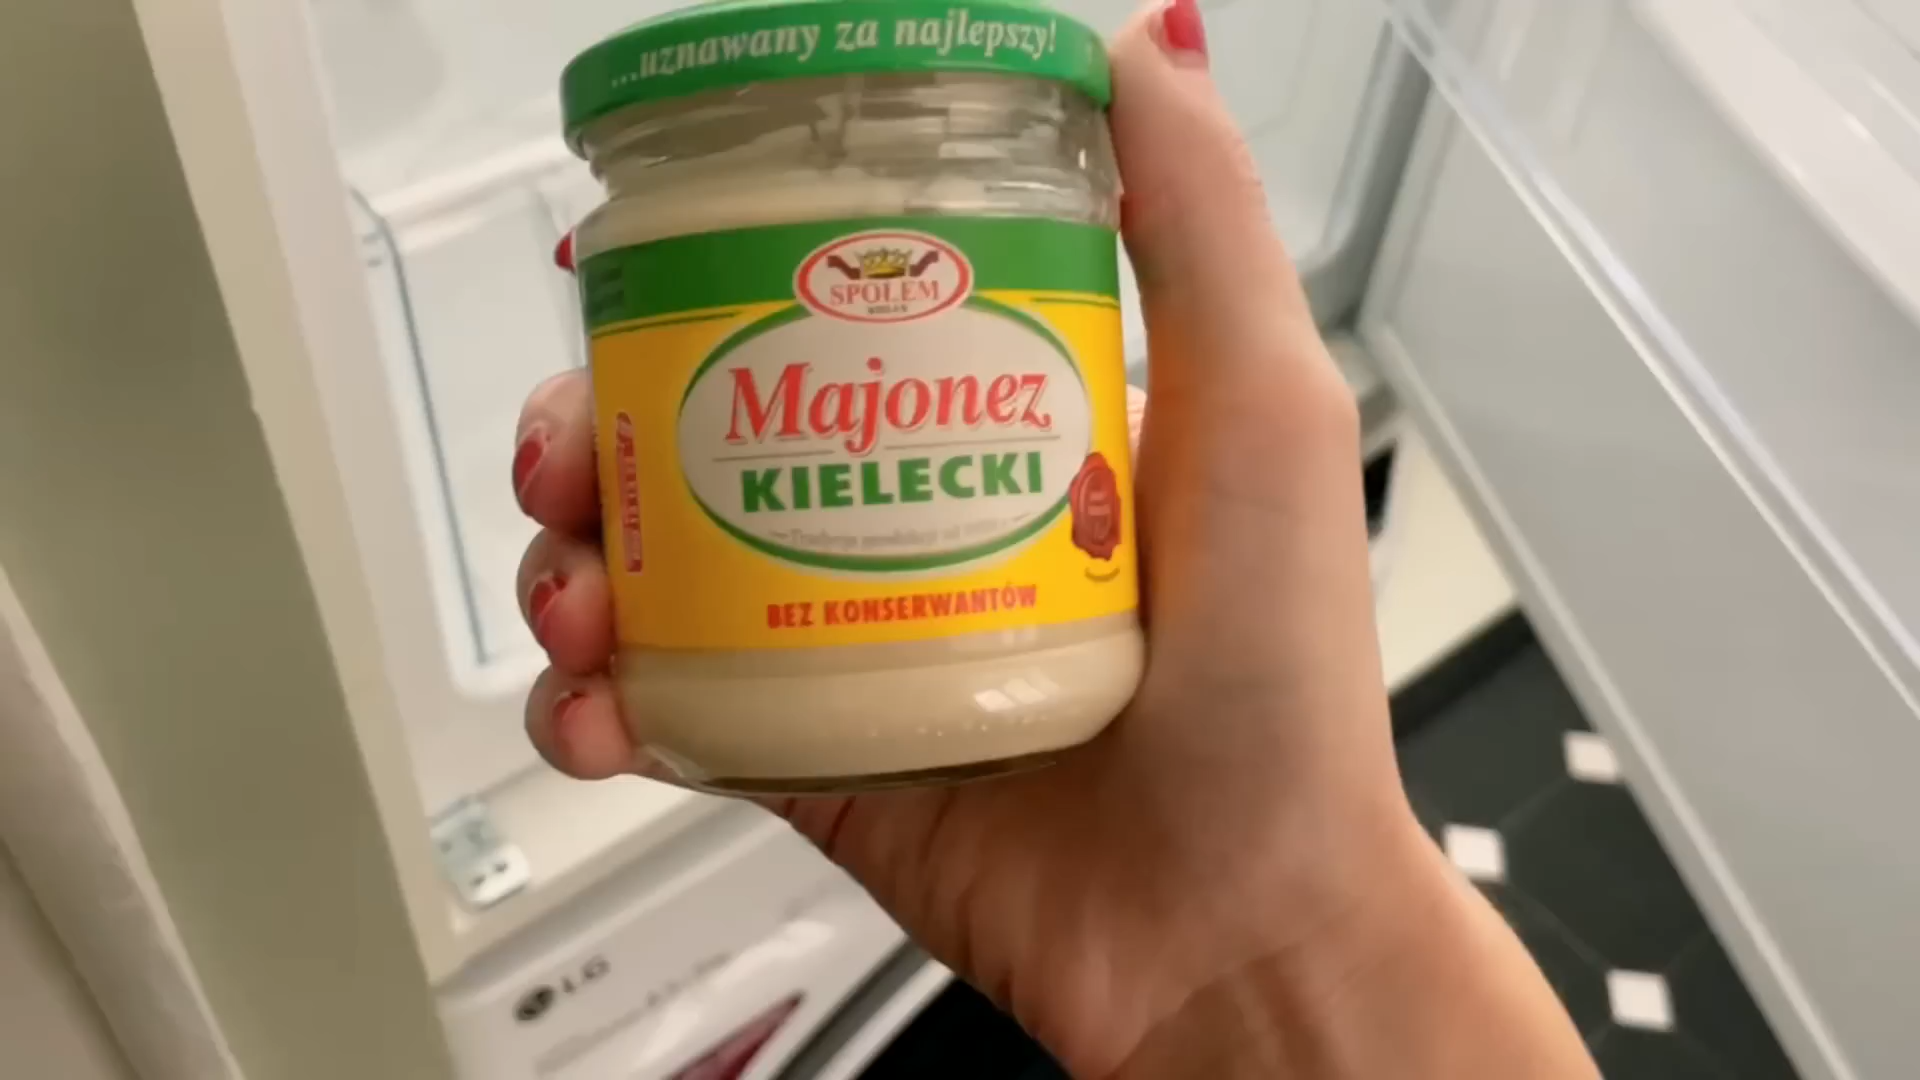 ...uznawany za najlepszy!
SPOŁEM
Majonez
KIELECKI
BEZ KONSERWANTÓW
LG